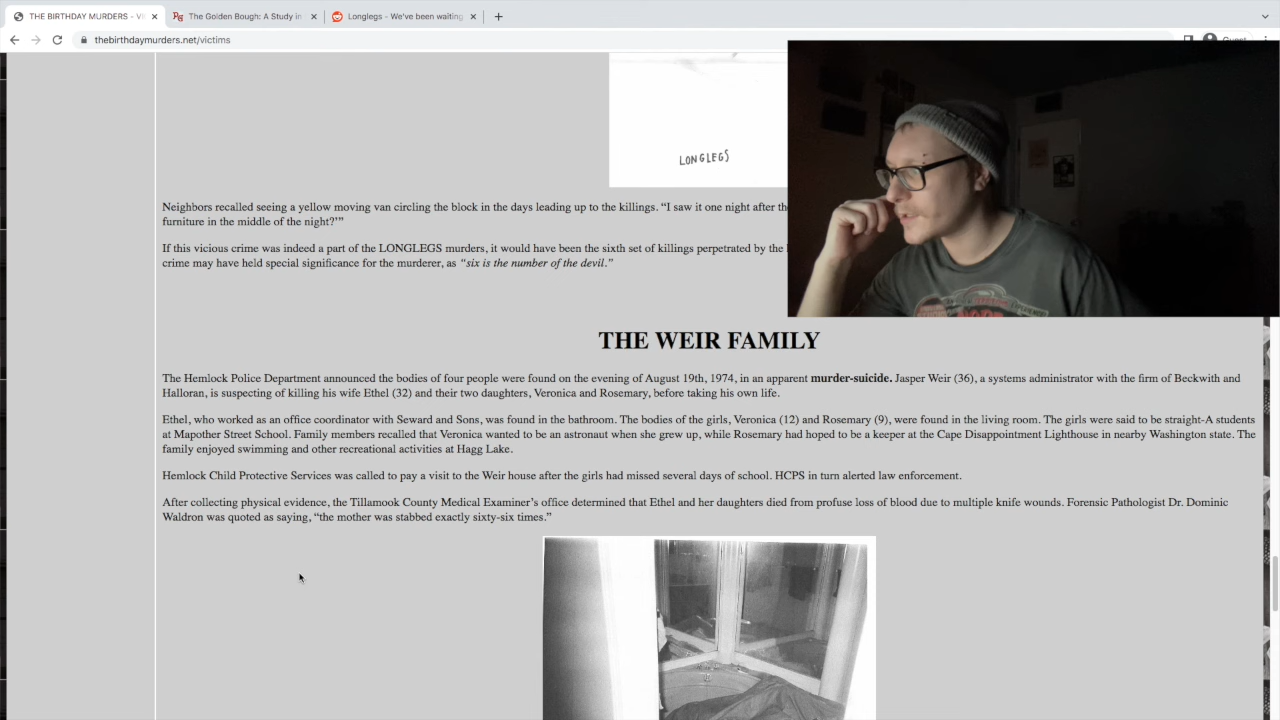 THE BIRTHDAY MURDERS - VI
The Golden Bough: A Study in
Longlegs - We've been waiting
thebirthdaymurders.net/victims
Guest
LONGLEGS
Neighbors recalled seeing a yellow moving van circling the block in the days leading up to the killings. “I saw it one night after the
furniture in the middle of the night?’”
If this vicious crime was indeed a part of the LONGLEGS murders, it would have been the sixth set of killings perpetrated by the
crime may have held special significance for the murderer, as “six is the number of the devil.”
THE WEIR FAMILY
The Hemlock Police Department announced the bodies of four people were found on the evening of August 19th, 1974, in an apparent murder-suicide. Jasper Weir (36), a systems administrator with the firm of Beckwith and
Halloran, is suspecting of killing his wife Ethel (32) and their two daughters, Veronica and Rosemary, before taking his own life.
Ethel, who worked as an office coordinator with Seward and Sons, was found in the bathroom. The bodies of the girls, Veronica (12) and Rosemary (9), were found in the living room. The girls were said to be straight-A students
at Mapother Street School. Family members recalled that Veronica wanted to be an astronaut when she grew up, while Rosemary had hoped to be a keeper at the Cape Disappointment Lighthouse in nearby Washington state. The
family enjoyed swimming and other recreational activities at Hagg Lake.
Hemlock Child Protective Services was called to pay a visit to the Weir house after the girls had missed several days of school. HCPS in turn alerted law enforcement.
After collecting physical evidence, the Tillamook County Medical Examiner’s office determined that Ethel and her daughters died from profuse loss of blood due to multiple knife wounds. Forensic Pathologist Dr. Dominic
Waldron was quoted as saying, “the mother was stabbed exactly sixty-six times.”